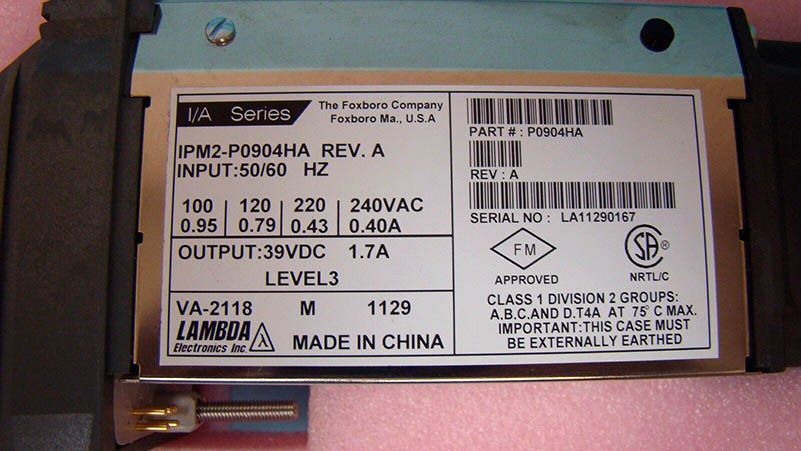 I/A Series
The Foxboro Company
Foxboro Ma., U.S.A
IPM2-P0904HA REV. A
INPUT:50/60 HZ
100 120 220 240VAC
0.95 0.79 0.43 0.40A
OUTPUT:39VDC 1.7A
LEVEL3
VA-2118 M 1129
LAMBDA
Electronics Inc.
MADE IN CHINA
PART # : P0904HA
REV : A
SERIAL NO : LA11290167
FM
APPROVED
SA ®
NRTL/C
CLASS 1 DIVISION 2 GROUPS:
A.B.C.AND D.T4A AT 75°C MAX.
IMPORTANT:THIS CASE MUST
BE EXTERNALLY EARTHED